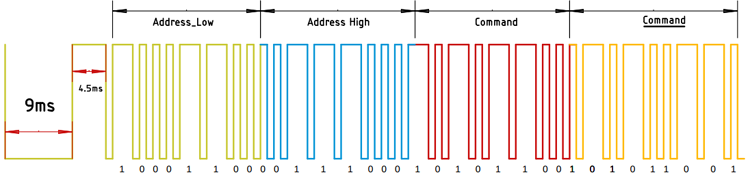 Address_Low Address High Command Command
4.5ms
9ms
1 0 0 0 1 1 0 0 0 0 1 1 1 0 0 0 1 0 1 0 1 1 0 0 1 0 1 0 1 1 0 0 1